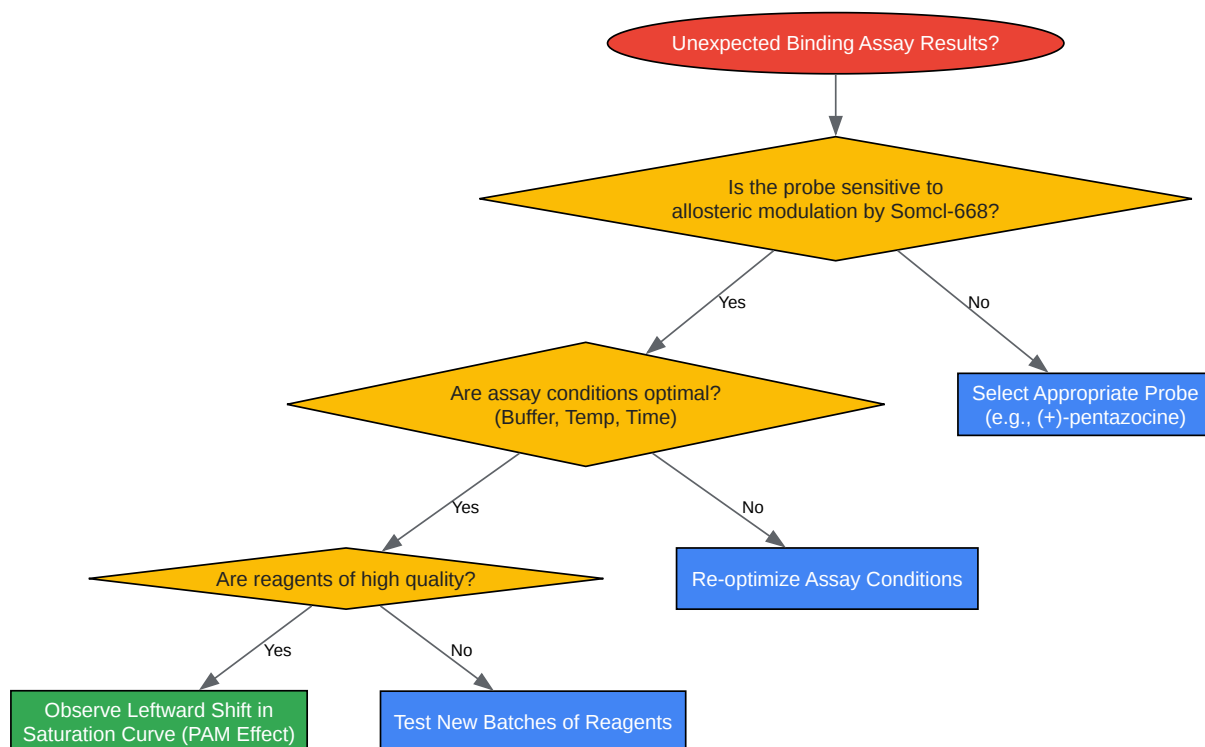 Unexpected Binding Assay Results?
Is the probe sensitive to
allosteric modulation by Somcl-668?
Yes
No
Are assay conditions optimal?
(Buffer, Temp, Time)
Select Appropriate Probe
(e.g., (+)-pentazocine)
Yes
No
Are reagents of high quality?
Re-optimize Assay Conditions
Yes
No
Observe Leftward Shift in
Saturation Curve (PAM Effect)
Test New Batches of Reagents